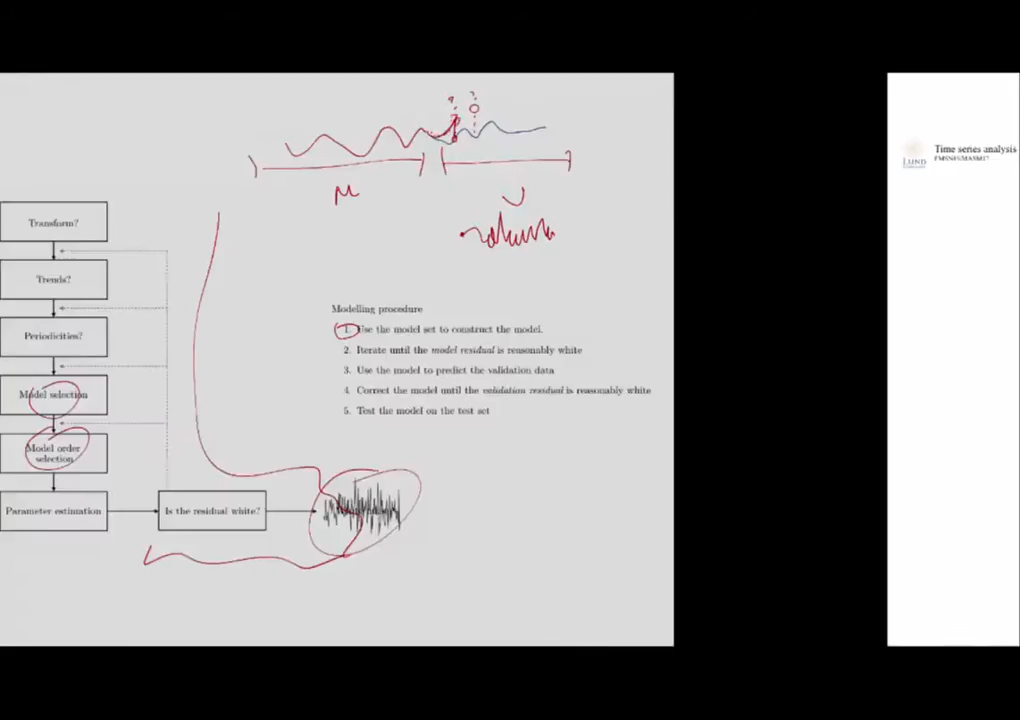 M
V
Transform?
Trends?
Periodicities?
Model selection
Model order
selection
Parameter estimation
Is the residual white?
Modelling procedure
1. Use the model set to construct the model.
2. Iterate until the model residual is reasonably white
3. Use the model to predict the validation data
4. Correct the model until the validation residual is reasonably white
5. Test the model on the test set
Time series analysis
LUND